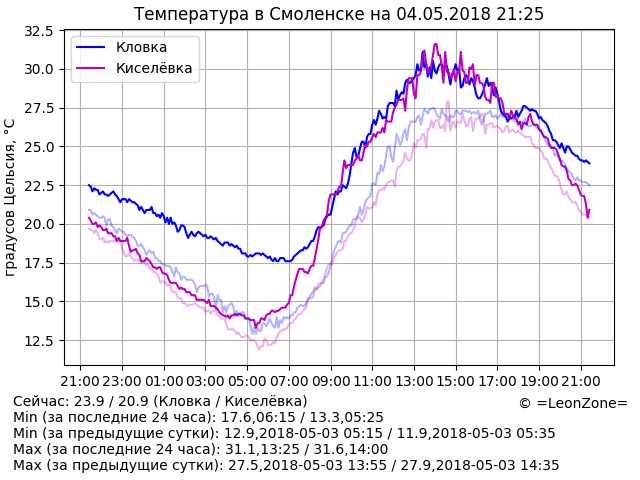 Температура в Смоленске на 04.05.2018 21:25
градусов Цельсия, °C
32.5
30.0
27.5
25.0
22.5
20.0
17.5
15.0
12.5
Кловка
Киселёвка
21:00 23:00 01:00 03:00 05:00 07:00 09:00 11:00 13:00 15:00 17:00 19:00 21:00
Сейчас: 23.9 / 20.9 (Кловка / Киселёвка)
© =LeonZone=
Min (за последние 24 часа): 17.6,06:15 / 13.3,05:25
Min (за предыдущие сутки): 12.9,2018-05-03 05:15 / 11.9,2018-05-03 05:35
Max (за последние 24 часа): 31.1,13:25 / 31.6,14:00
Max (за предыдущие сутки): 27.5,2018-05-03 13:55 / 27.9,2018-05-03 14:35